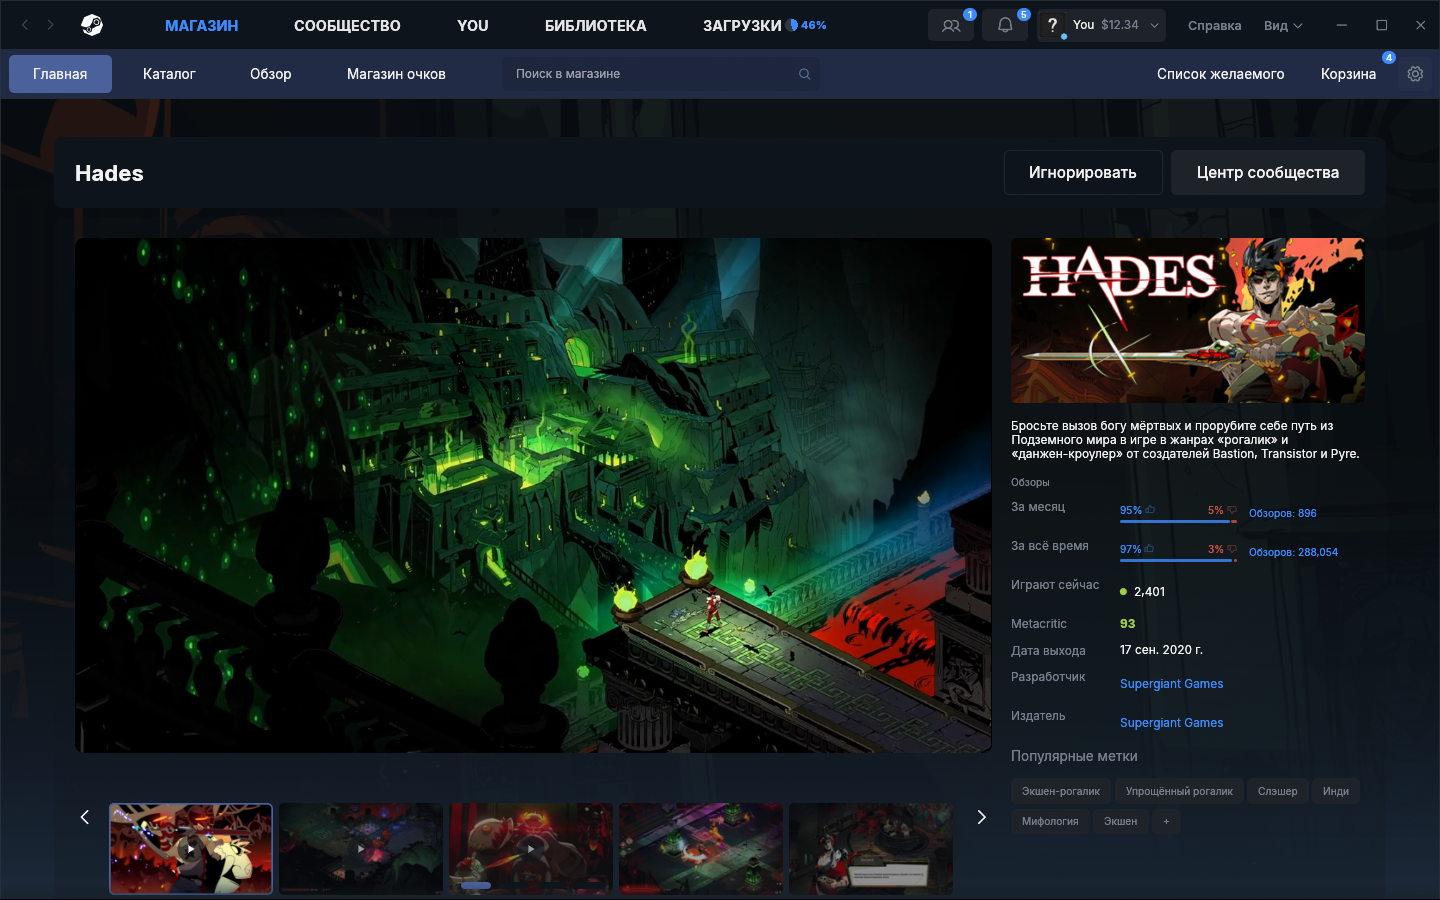 МАГАЗИН
СООБЩЕСТВО
YOU
БИБЛИОТЕКА
ЗАГРУЗКИ 46%
1
5
? You $12.34
Справка
Вид
Главная
Каталог
Обзор
Магазин очков
Поиск в магазине
Список желаемого
Корзина
4
Hades
Игнорировать
Центр сообщества
HADES
Бросьте вызов богу мёртвых и прорубите себе путь из
Подземного мира в игре в жанрах «рогалик» и
«данжен-кроулер» от создателей Bastion, Transistor и Pyre.
Обзоры
За месяц 95% 5% Обзоров: 896
За всё время 97% 3% Обзоров: 288,054
Играют сейчас 2,401
Metacritic 93
Дата выхода 17 сен. 2020 г.
Разработчик Supergiant Games
Издатель Supergiant Games
Популярные метки
Экшен-рогалик Упрощённый рогалик Слэшер Инди
Мифология Экшен +